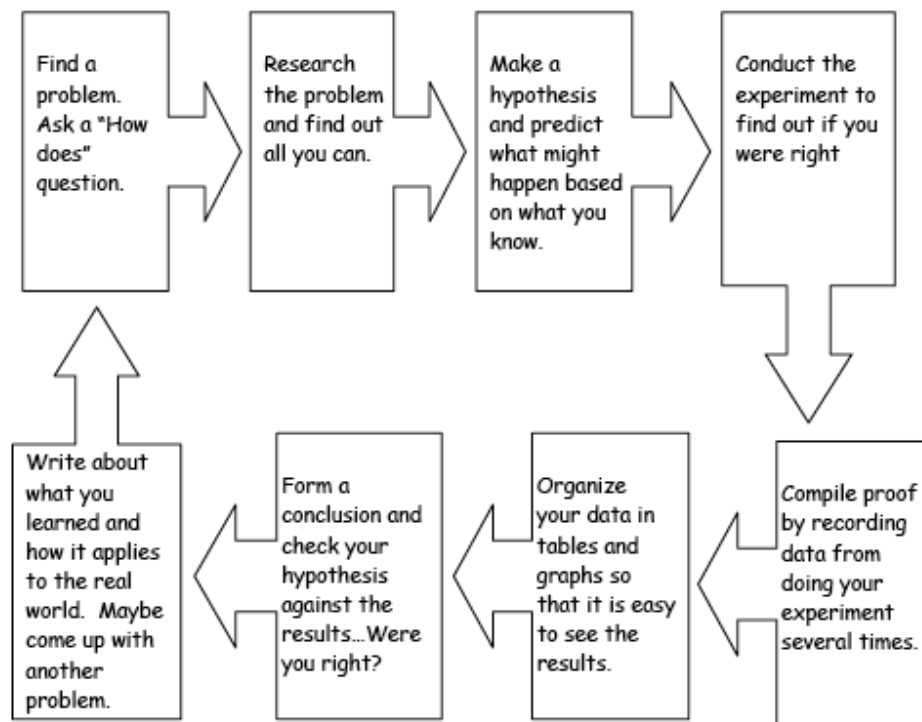 Find a
problem.
Ask a "How
does"
question.
Research
the problem
and find out
all you can.
Make a
hypothesis
and predict
what might
happen based
on what you
know.
Conduct the
experiment to
find out if you
were right
Compile proof
by recording
data from
doing your
experiment
several times.
Organize
your data in
tables and
graphs so
that it is easy
to see the
results.
Form a
conclusion and
check your
hypothesis
against the
results...Were
you right?
Write about
what you
learned and
how it applies
to the real
world.  Maybe
come up with
another
problem.